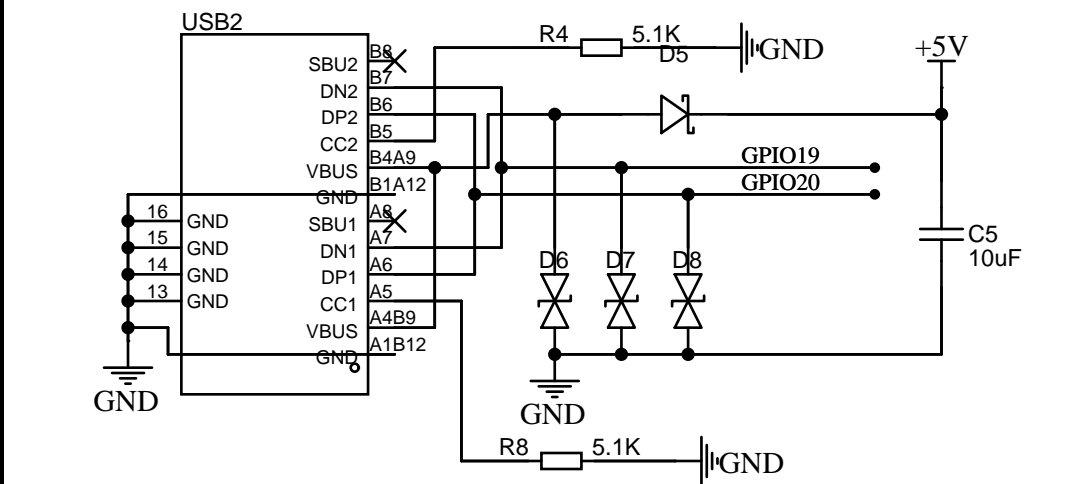 USB2
R4 5.1K
D5
GND
+5V
SBU2 B8
DN2 B7
DP2 B6
CC2 B5
VBUS B4A9
GND B1A12
GPIO19
GPIO20
16 GND
SBU1 A8
15 GND
DN1 A7
14 GND
DP1 A6
13 GND
CC1 A5
VBUS A4B9
GND A1B12
D6 D7 D8
C5
10uF
GND
GND
R8 5.1K
GND